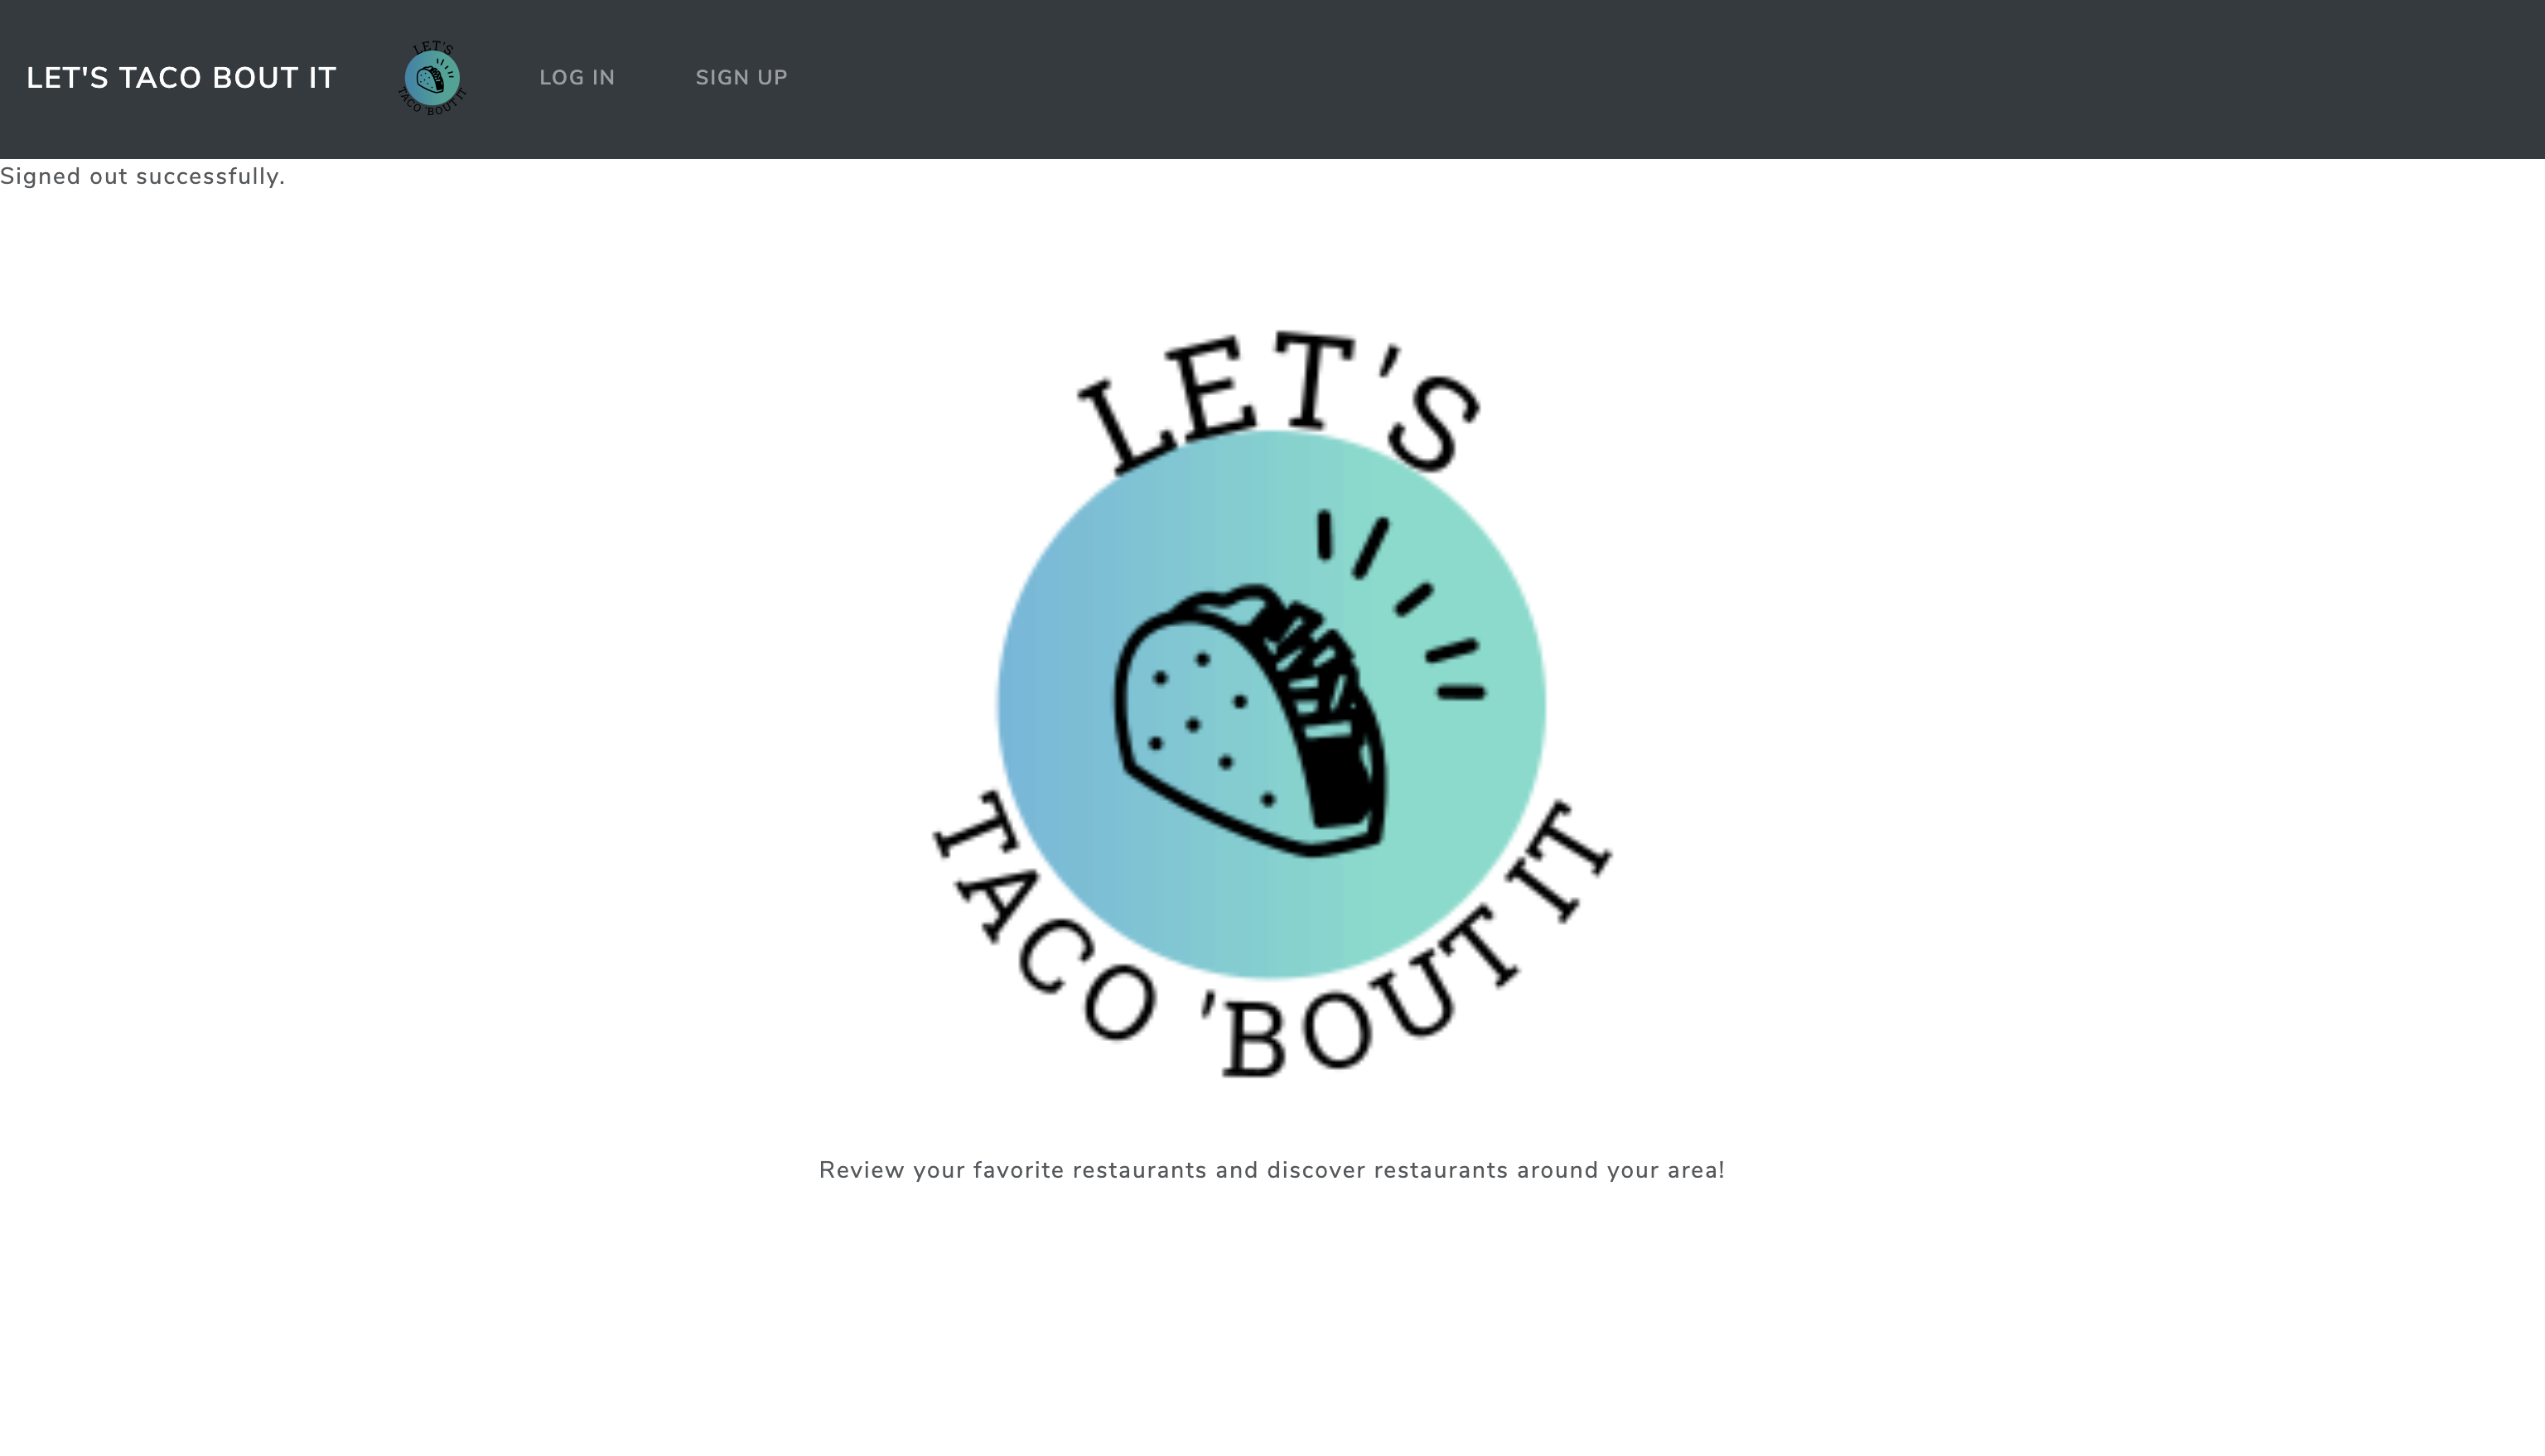 LET'S TACO BOUT IT
LET'S
TACO 'BOUT IT
LOG IN
SIGN UP
Signed out successfully.
LET'S
TACO 'BOUT IT
Review your favorite restaurants and discover restaurants around your area!